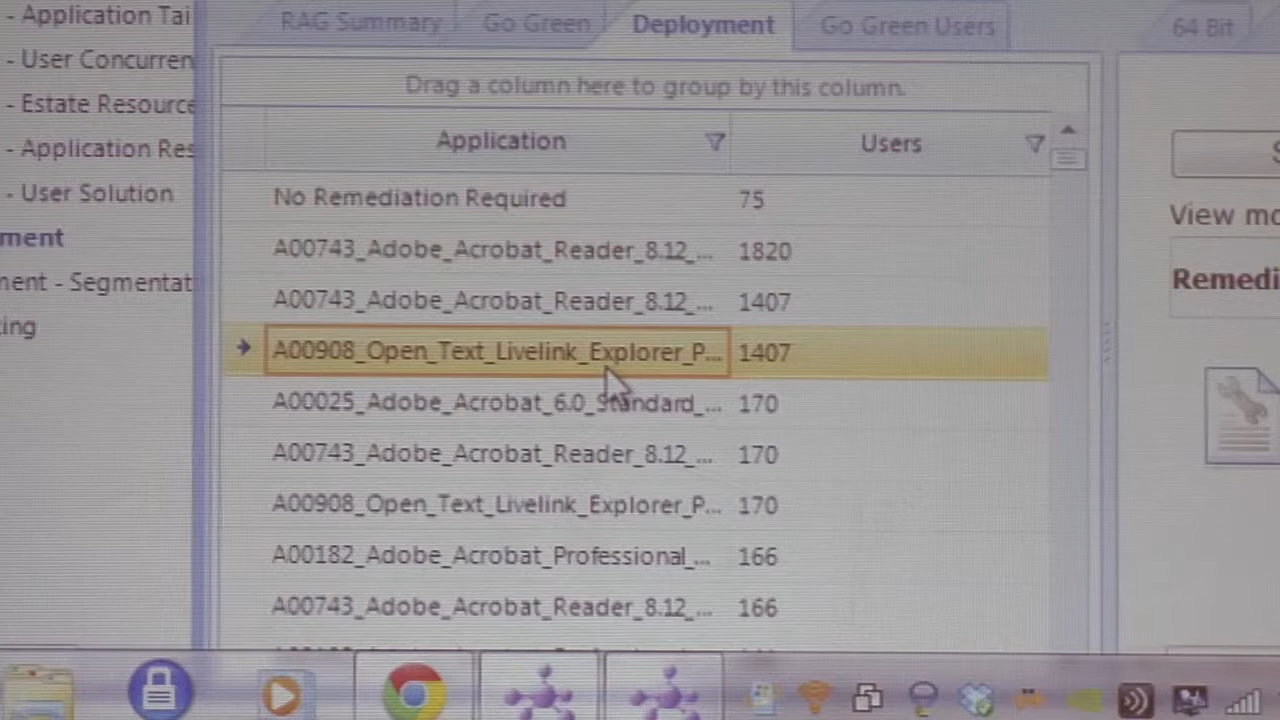 - Application Tai
- User Concurren
- Estate Resource
- Application Res
- User Solution
ment
ment - Segmentat
ing
RAG Summary
Go Green
Deployment
Go Green Users
64 Bit
Drag a column here to group by this column.
Application Users
No Remediation Required 75
A00743_Adobe_Acrobat_Reader_8.12_... 1820
A00743_Adobe_Acrobat_Reader_8.12_... 1407
A00908_Open_Text_Livelink_Explorer_P... 1407
A00025_Adobe_Acrobat_6.0_Standard_... 170
A00743_Adobe_Acrobat_Reader_8.12_... 170
A00908_Open_Text_Livelink_Explorer_P... 170
A00182_Adobe_Acrobat_Professional_... 166
A00743_Adobe_Acrobat_Reader_8.12_... 166
S
View mo
Remedi